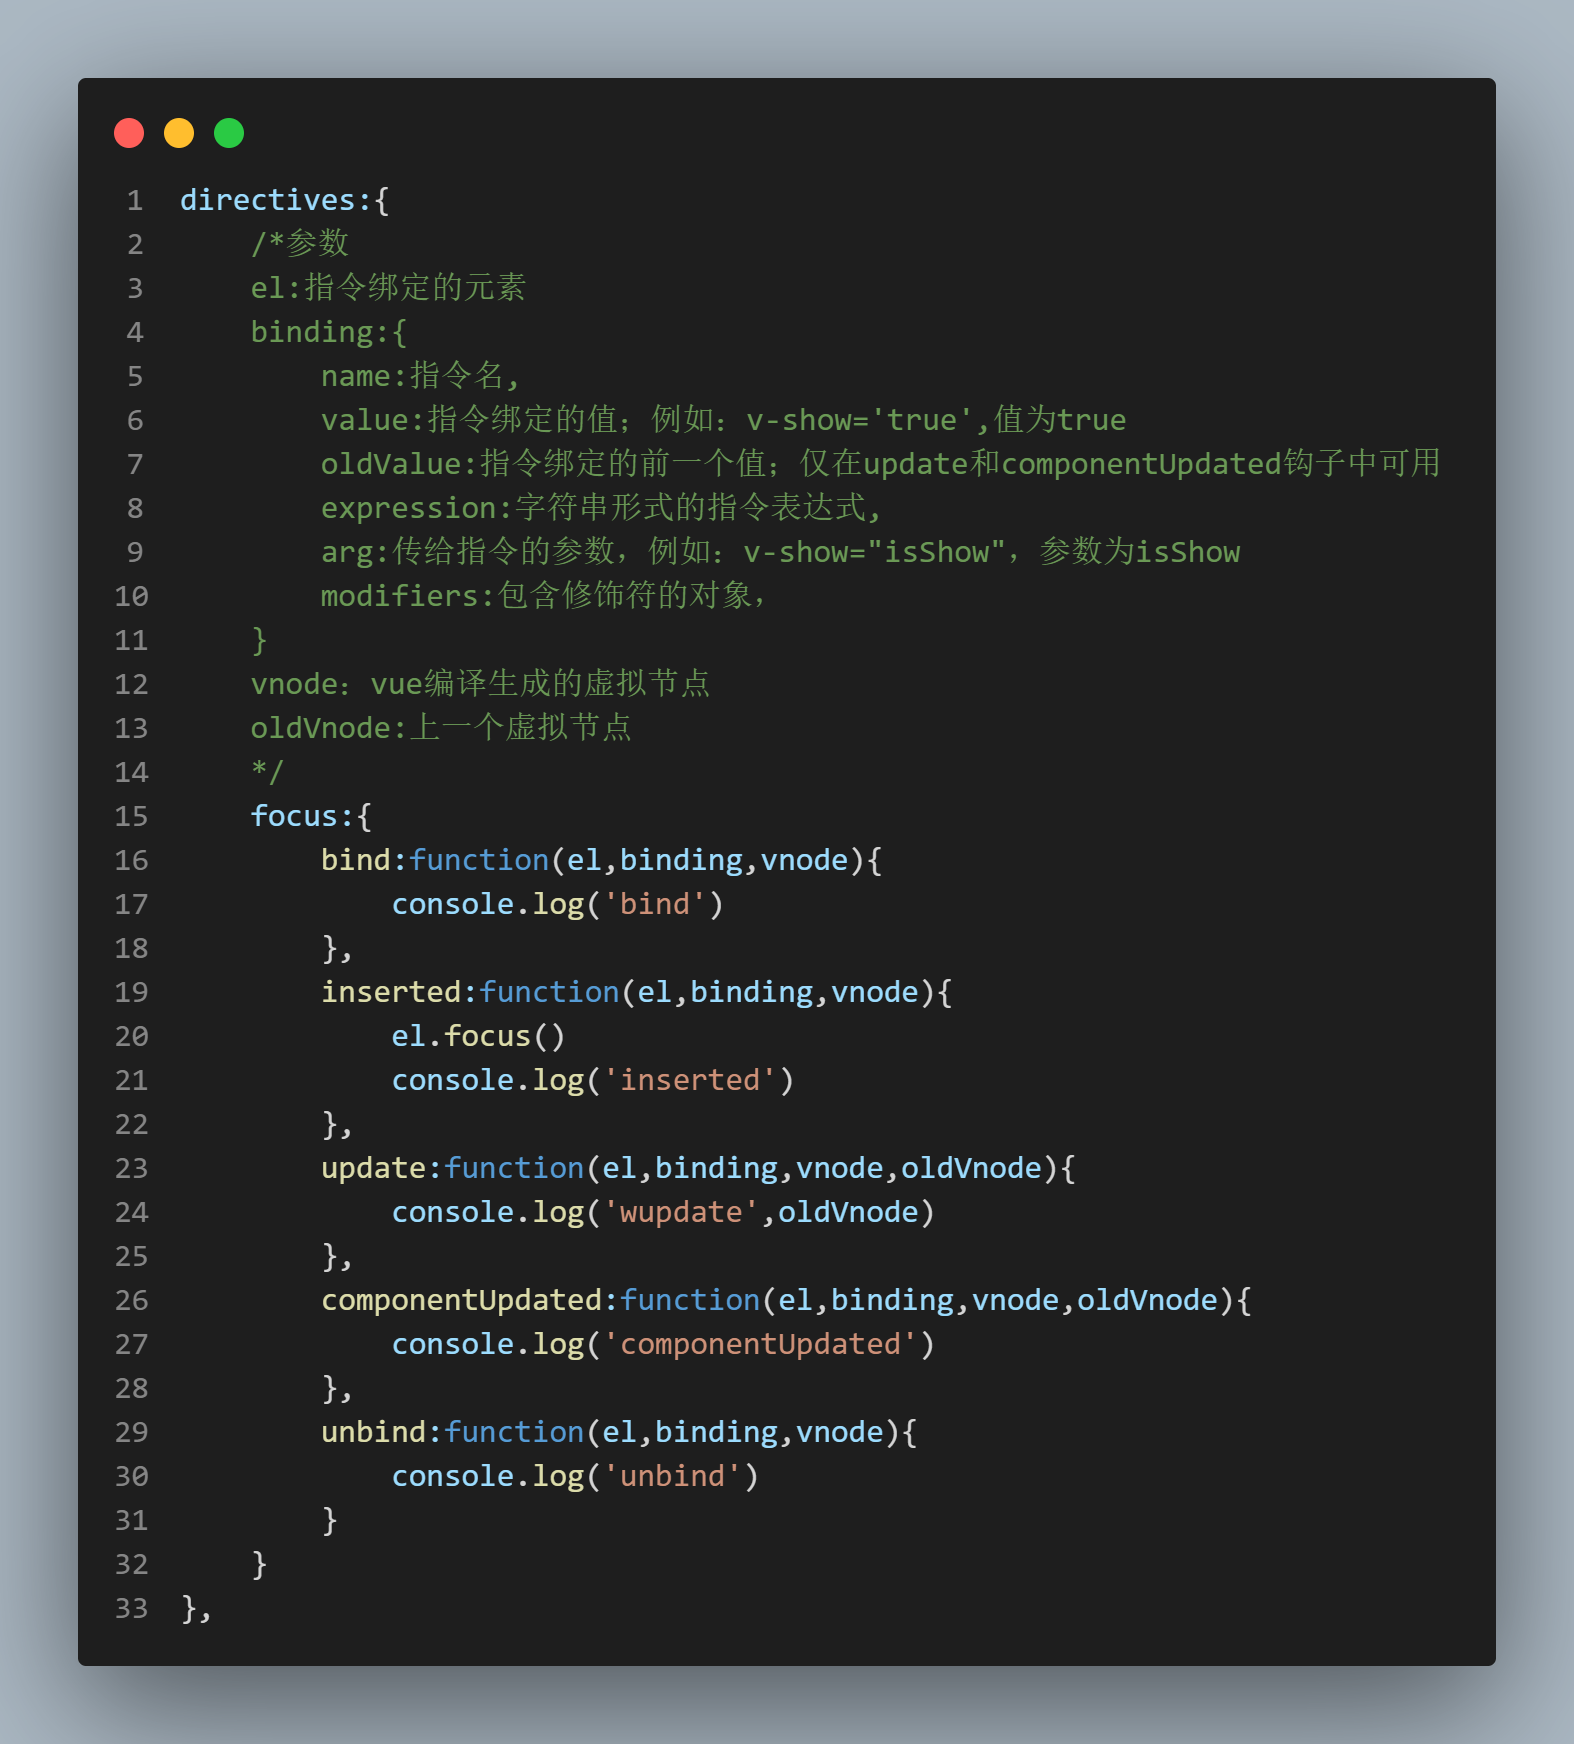 1 directives:{
2 /*参数
3 el:指令绑定的元素
4 binding:{
5 name:指令名,
6 value:指令绑定的值；例如：v-show='true',值为true
7 oldValue:指令绑定的前一个值；仅在update和componentUpdated钩子中可用
8 expression:字符串形式的指令表达式,
9 arg:传给指令的参数，例如：v-show="isShow"，参数为isShow
10 modifiers:包含修饰符的对象，
11 }
12 vnode：vue编译生成的虚拟节点
13 oldVnode:上一个虚拟节点
14 */
15 focus:{
16 bind:function(el,binding,vnode){
17 console.log('bind')
18 },
19 inserted:function(el,binding,vnode){
20 el.focus()
21 console.log('inserted')
22 },
23 update:function(el,binding,vnode,oldVnode){
24 console.log('wupdate',oldVnode)
25 },
26 componentUpdated:function(el,binding,vnode,oldVnode){
27 console.log('componentUpdated')
28 },
29 unbind:function(el,binding,vnode){
30 console.log('unbind')
31 }
32 }
33 },